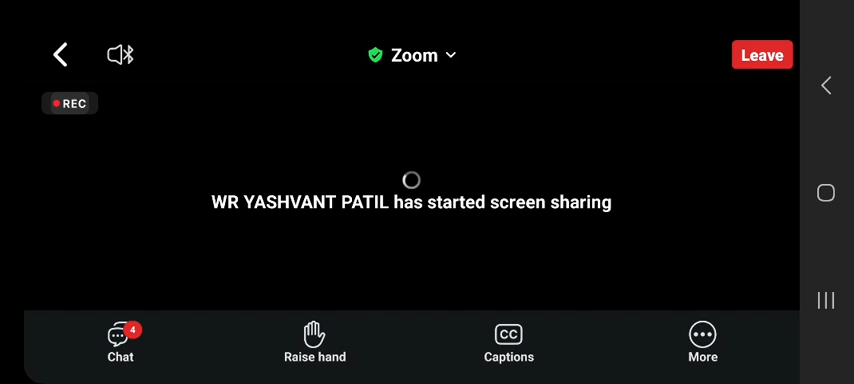 Zoom
Leave
REC
WR YASHVANT PATIL has started screen sharing
4
Chat
Raise hand
CC
Captions
More